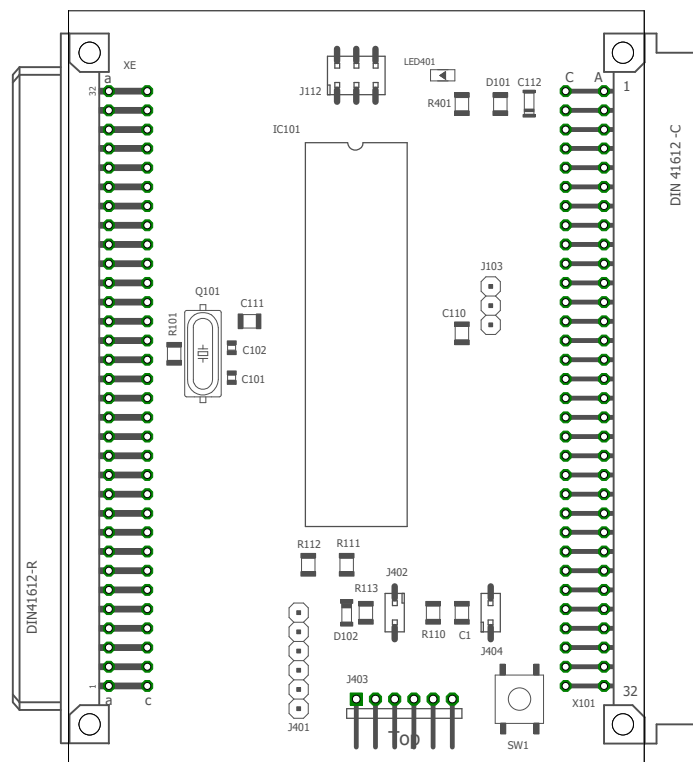 XE
a
32
LED401
J112
R401
D101
C112
C
A
1
IC101
DIN 41612 -C
J103
Q101
C111
R101
C110
C102
C101
R112
R111
J402
R113
DIN41612-R
D102
R110
C1
J404
J403
1
a
c
J401
Top
SW1
X101
32